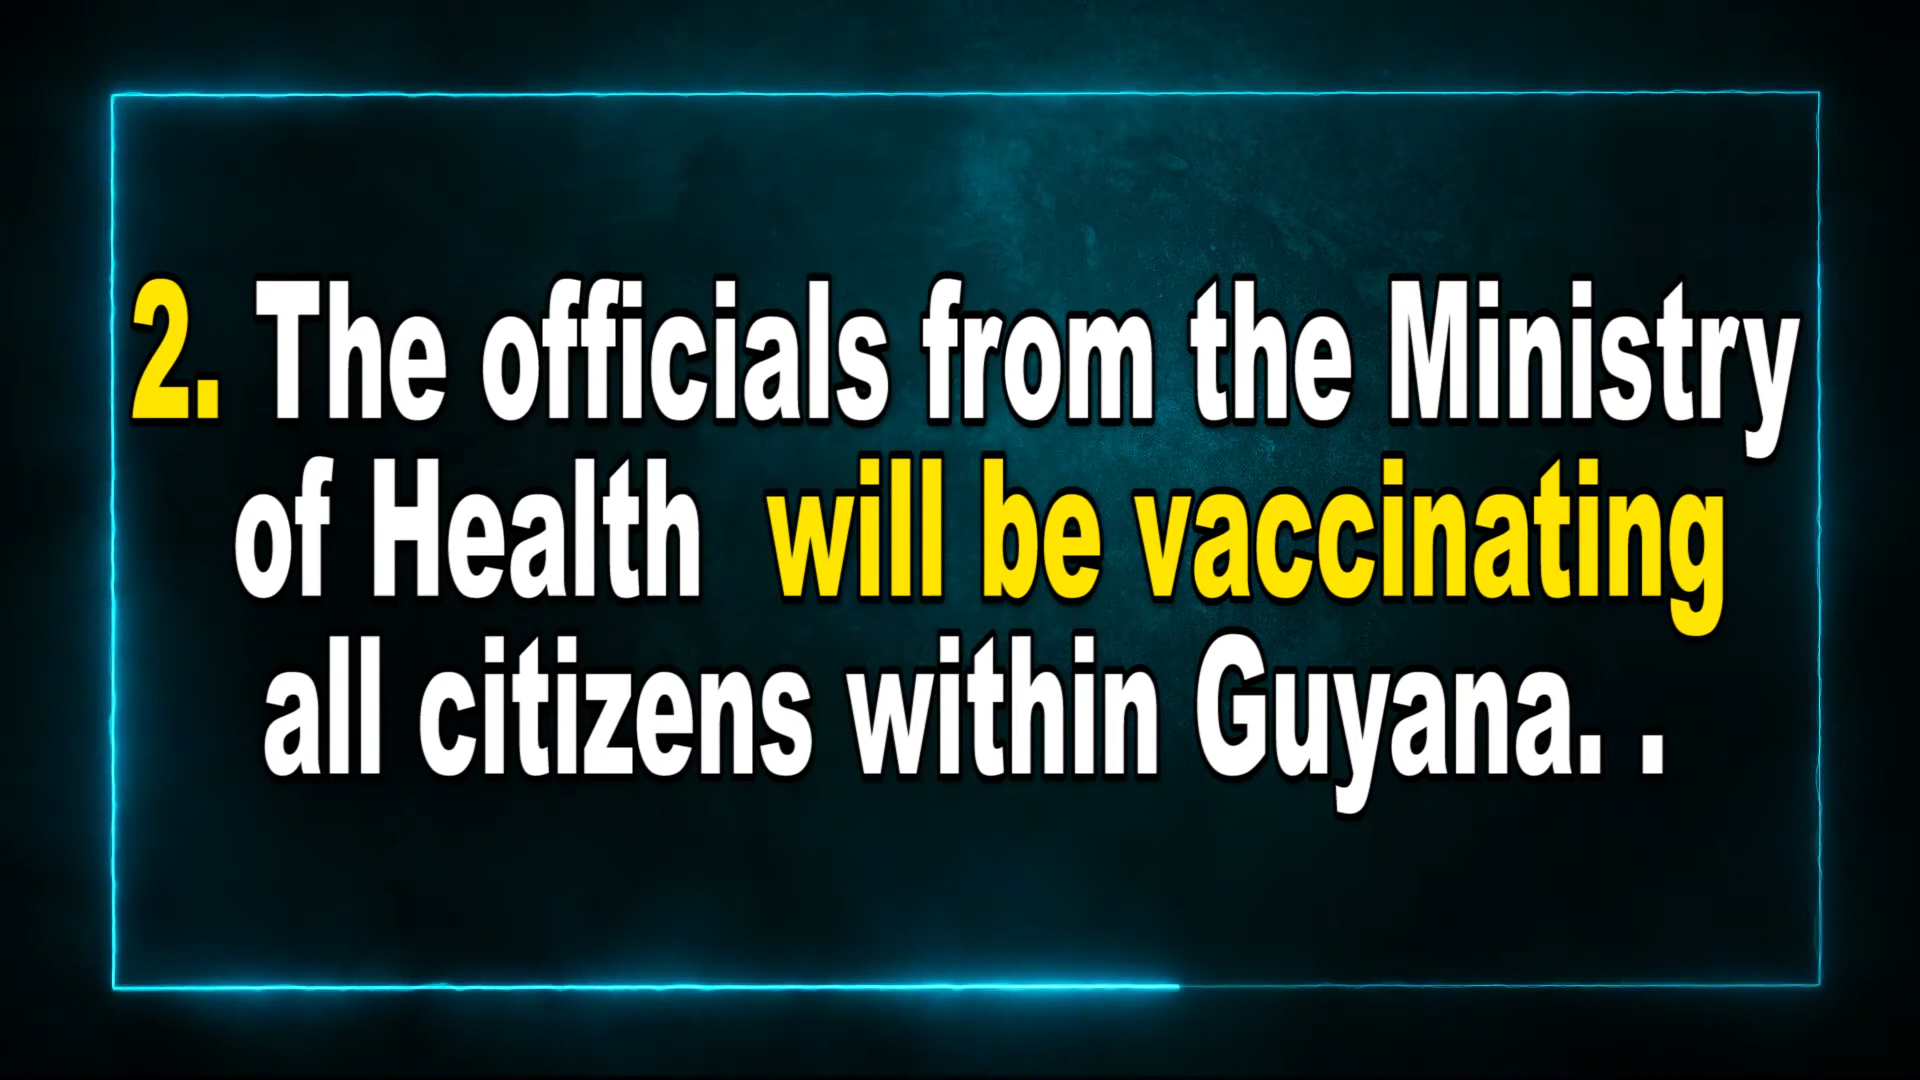 2. The officials from the Ministry
of Health will be vaccinating
all citizens within Guyana. .